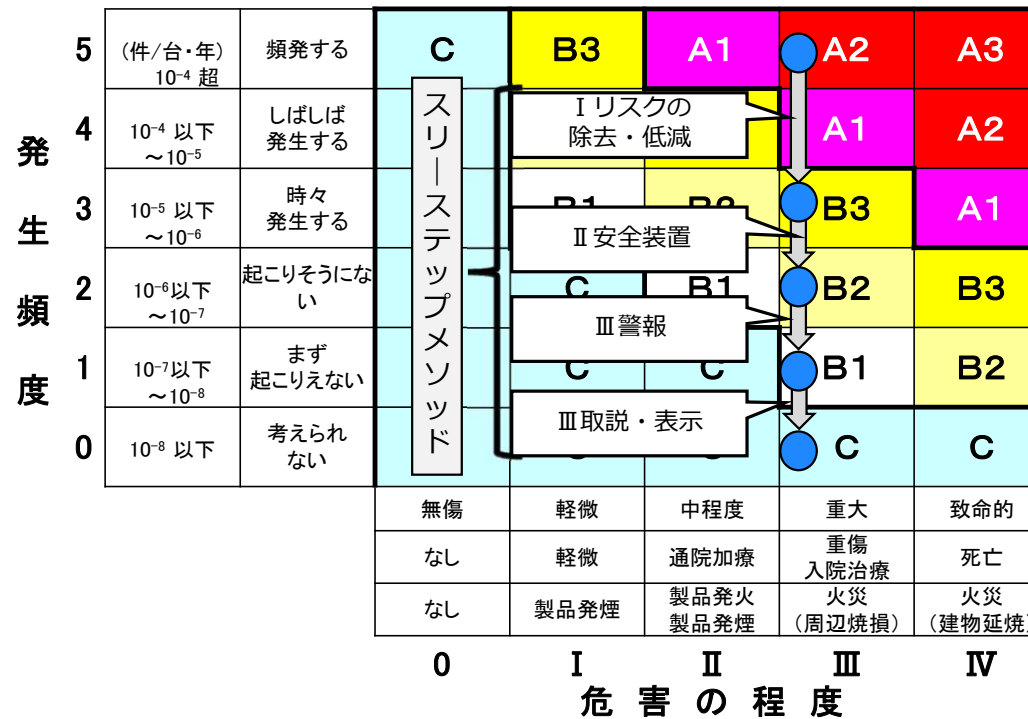 発生頻度
5 (件/台・年) 10⁻⁴ 超 頻発する C B3 A1 A2 A3
4 10⁻⁴ 以下 ～10⁻⁵ しばしば 発生する A1 A2
3 10⁻⁵ 以下 ～10⁻⁶ 時々 発生する B1 B2 B3 A1
2 10⁻⁶以下 ～10⁻⁷ 起こりそうにない C B1 B2 B3
1 10⁻⁷以下 ～10⁻⁸ まず 起こりえない C C B1 B2
0 10⁻⁸ 以下 考えられ ない C C C C
スリーステップメソッド
Ⅰリスクの
除去・低減
Ⅱ安全装置
Ⅲ警報
Ⅲ取説・表示
無傷 軽微 中程度 重大 致命的
なし 軽微 通院加療 重傷 入院治療 死亡
なし 製品発煙 製品発火 製品発煙 火災 (周辺焼損) 火災 (建物延焼)
0 Ⅰ Ⅱ Ⅲ Ⅳ
危害の程度